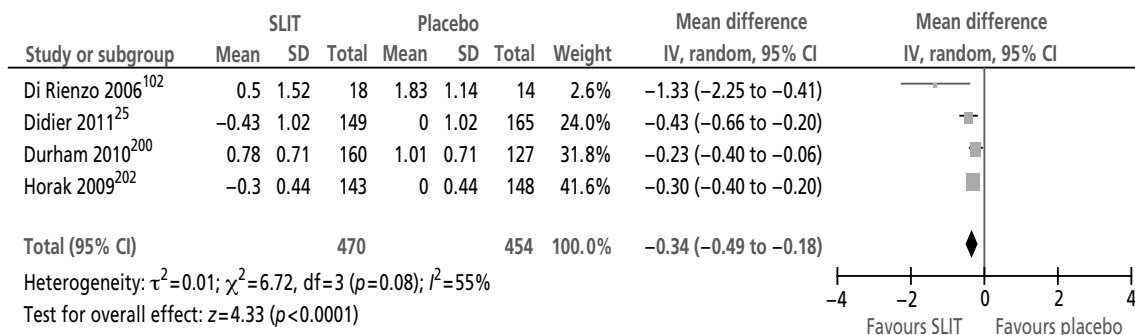 SLIT Placebo Mean difference Mean difference
Study or subgroup Mean SD Total Mean SD Total Weight IV, random, 95% CI IV, random, 95% CI
Di Rienzo 2006¹⁰² 0.5 1.52 18 1.83 1.14 14 2.6% −1.33 (−2.25 to −0.41)
Didier 2011²⁵ −0.43 1.02 149 0 1.02 165 24.0% −0.43 (−0.66 to −0.20)
Durham 2010²⁰⁰ 0.78 0.71 160 1.01 0.71 127 31.8% −0.23 (−0.40 to −0.06)
Horak 2009²⁰² −0.3 0.44 143 0 0.44 148 41.6% −0.30 (−0.40 to −0.20)
Total (95% CI) 470 454 100.0% −0.34 (−0.49 to −0.18)
Heterogeneity: τ²=0.01; χ²=6.72, df=3 (p=0.08); I²=55%
Test for overall effect: z=4.33 (p<0.0001)
−4 −2 0 2 4
Favours SLIT Favours placebo